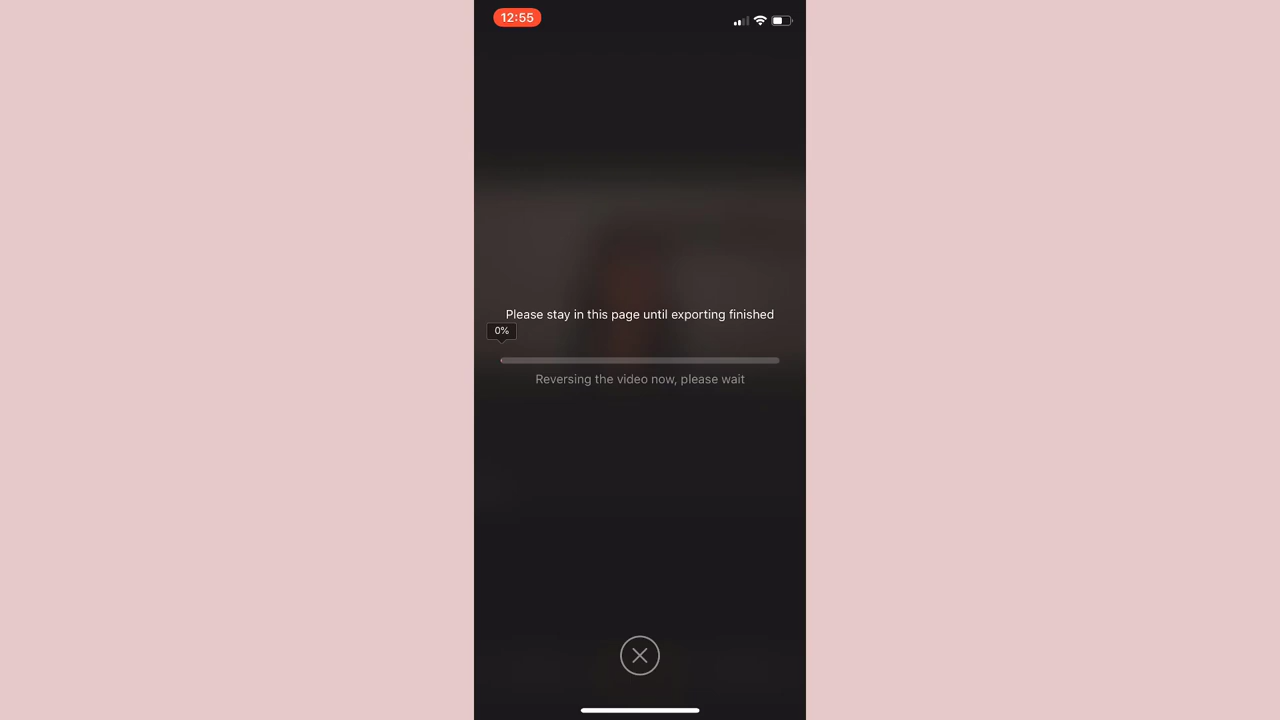 12:55
Please stay in this page until exporting finished
0%
Reversing the video now, please wait